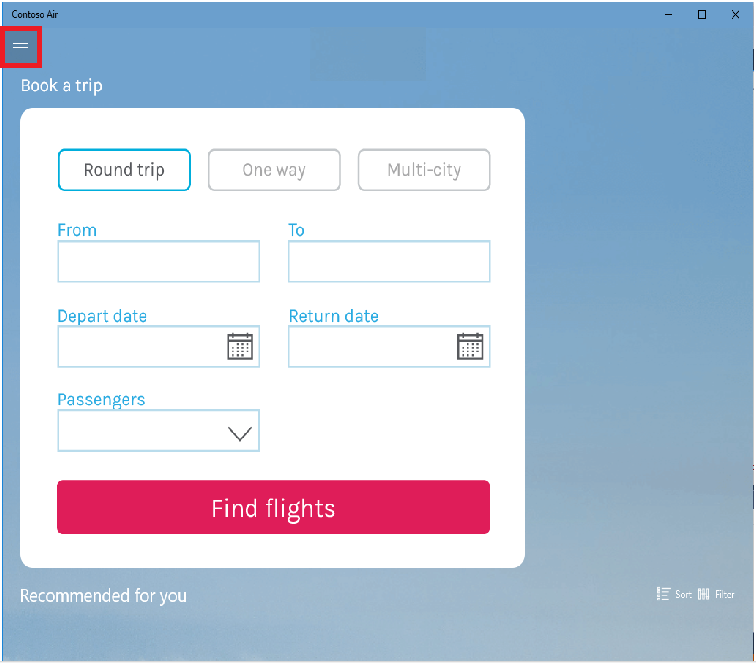 Contoso Air
Book a trip
Round trip One way Multi-city
From To
Depart date Return date
Passengers
Find flights
Recommended for you Sort Filter